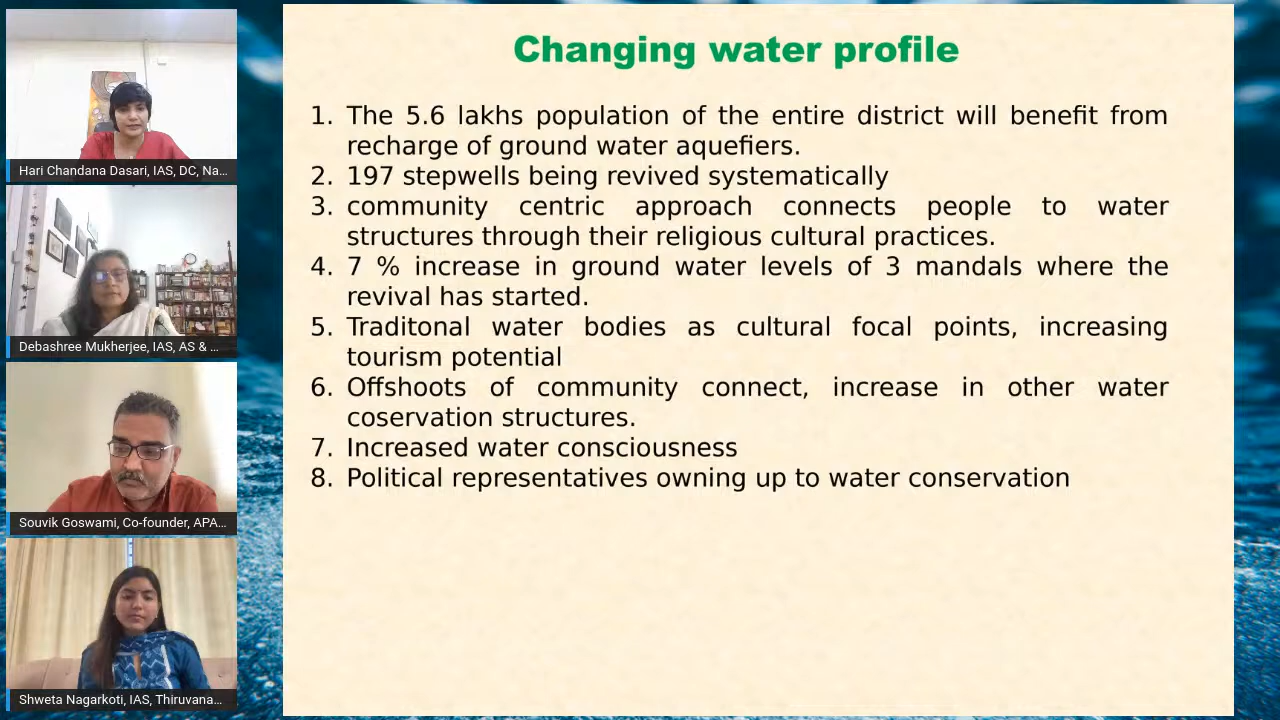 Changing water profile
1. The 5.6 lakhs population of the entire district will benefit from
recharge of ground water aquefiers.
2. 197 stepwells being revived systematically
3. community centric approach connects people to water
structures through their religious cultural practices.
4. 7 % increase in ground water levels of 3 mandals where the
revival has started.
5. Traditonal water bodies as cultural focal points, increasing
tourism potential
6. Offshoots of community connect, increase in other water
coservation structures.
7. Increased water consciousness
8. Political representatives owning up to water conservation
Hari Chandana Dasari, IAS, DC, Na...
Debashree Mukherjee, IAS, AS & ...
Souvik Goswami, Co-founder, APA...
Shweta Nagarkoti, IAS, Thiruvana...